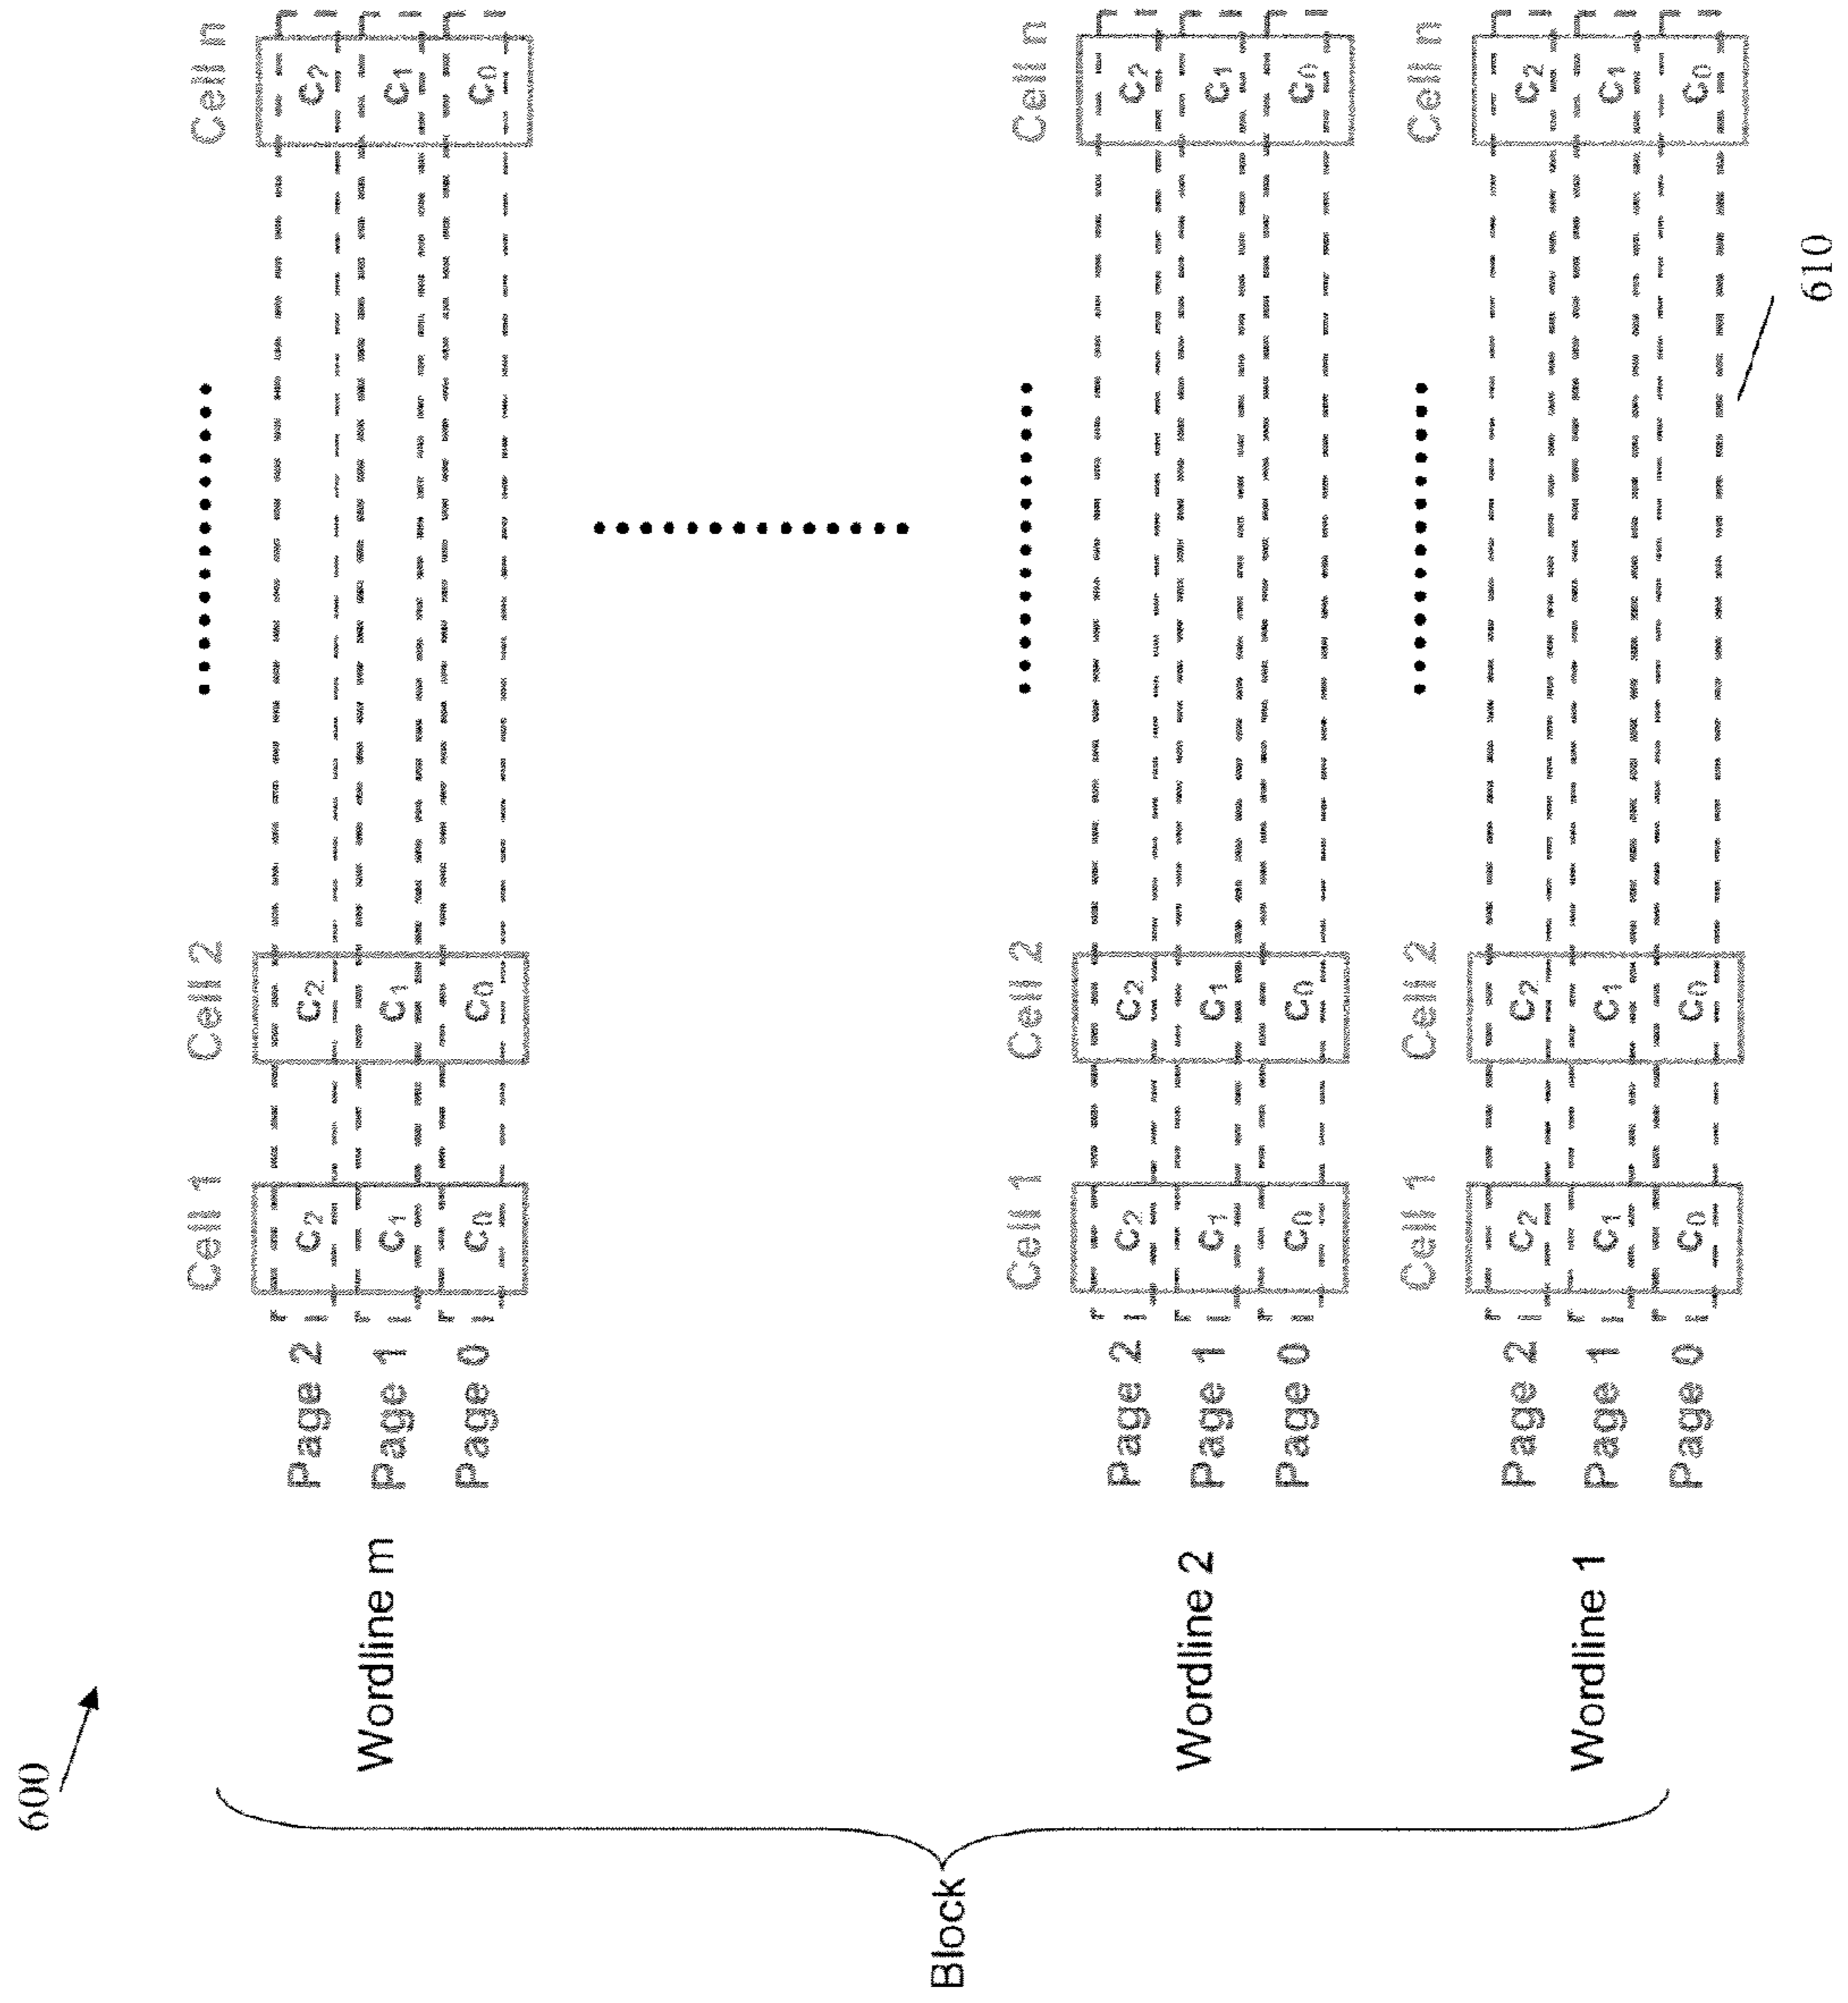 600
Cell 1 Cell 2 Cell n
Page 2 c2 c2 c2
Wordline m Page 1 c1 c1 c1
Page 0 c0 c0 c0
Block
Cell 1 Cell 2 Cell n
Page 2 c2 c2 c2
Wordline 2 Page 1 c1 c1 c1
Page 0 c0 c0 c0
Cell 1 Cell 2 Cell n
Page 2 c2 c2 c2
Wordline 1 Page 1 c1 c1 c1
Page 0 c0 c0 c0
610